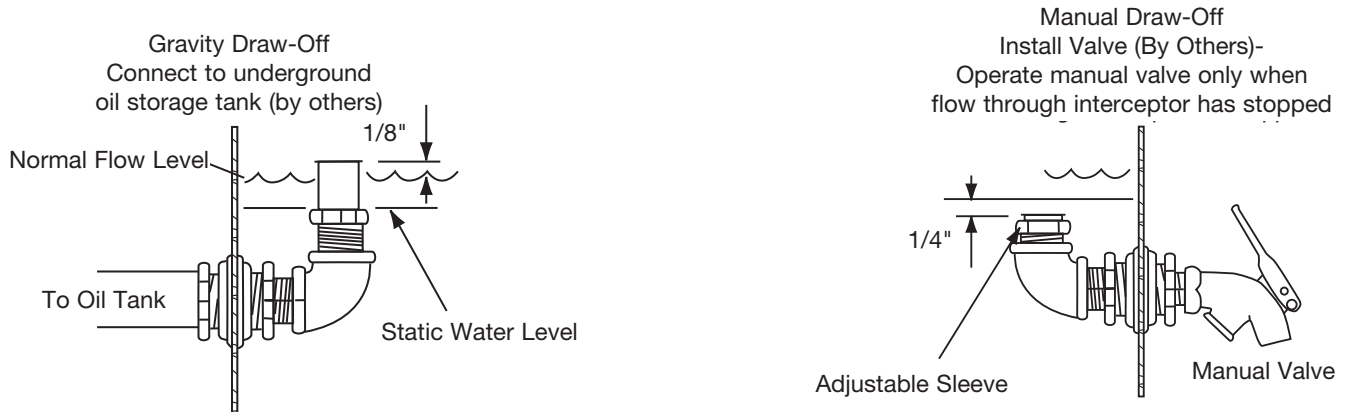 Gravity Draw-Off
Connect to underground
oil storage tank (by others)
1/8"
Normal Flow Level
To Oil Tank
Static Water Level
Manual Draw-Off
Install Valve (By Others)-
Operate manual valve only when
flow through interceptor has stopped
1/4"
Adjustable Sleeve
Manual Valve